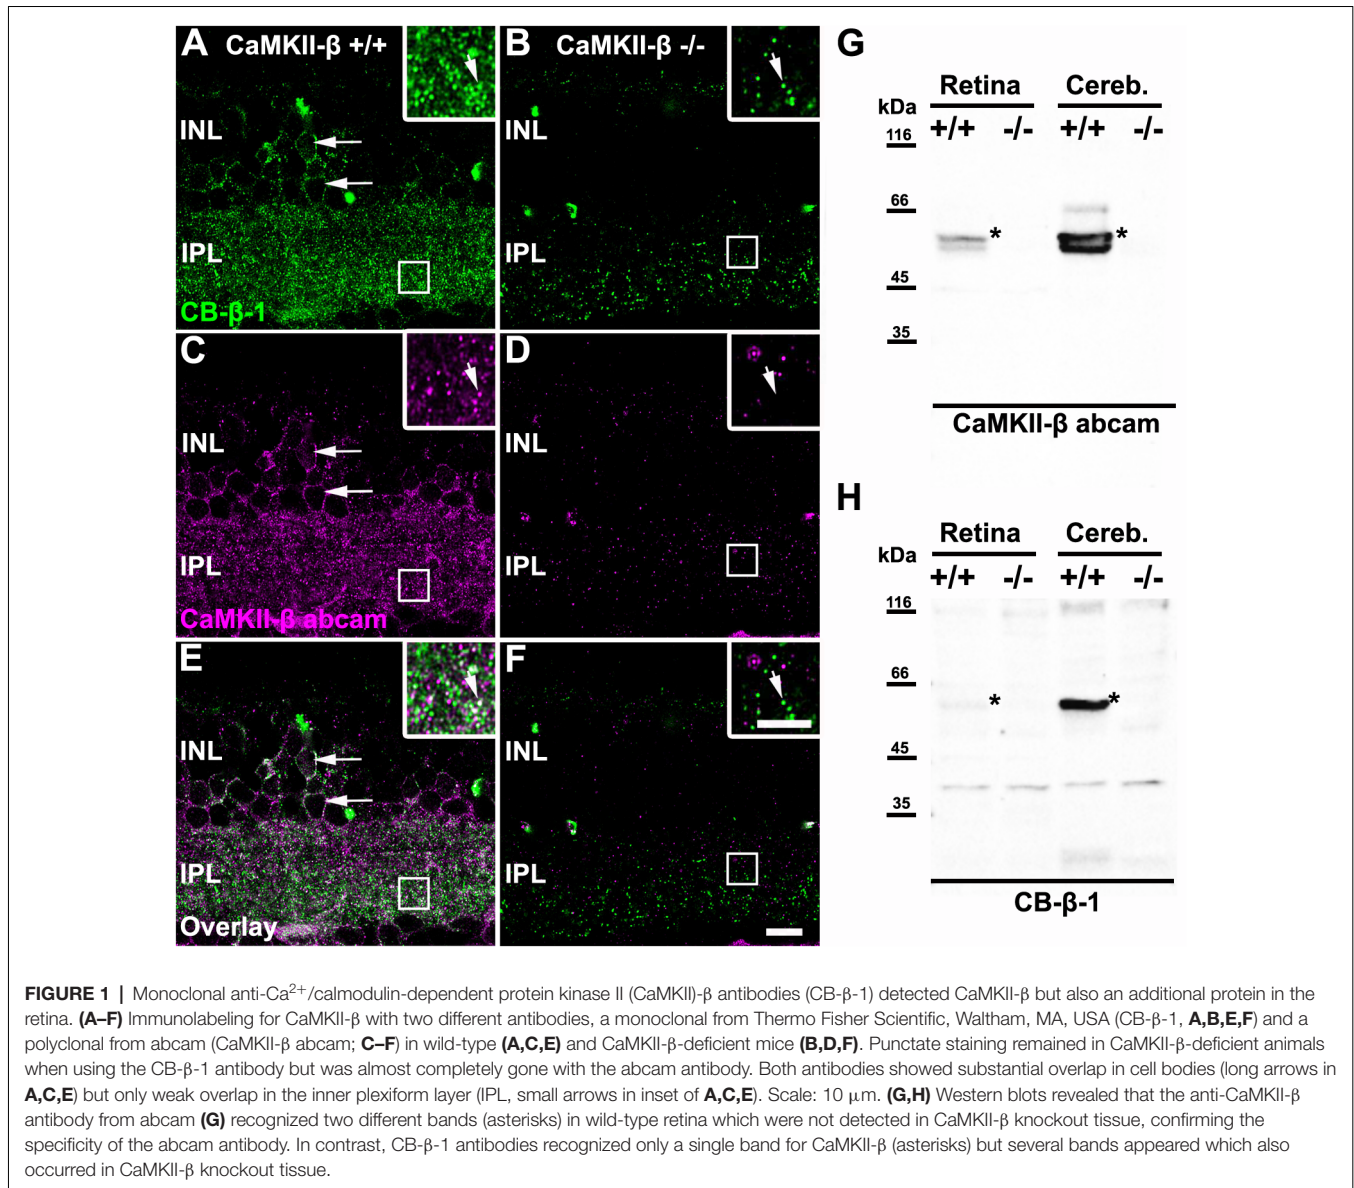 A CaMKII-β +/+
INL
IPL
CB-β-1
B CaMKII-β -/-
INL
IPL
C
INL
IPL
CaMKII-β abcam
D
INL
IPL
E
INL
IPL
Overlay
F
INL
IPL
G
Retina Cereb.
kDa
+/+ -/- +/+ -/-
116
66
* *
45
35
CaMKII-β abcam
H
Retina Cereb.
kDa
+/+ -/- +/+ -/-
116
66
* *
45
35
CB-β-1
FIGURE 1 | Monoclonal anti-Ca2+/calmodulin-dependent protein kinase II (CaMKII)-β antibodies (CB-β-1) detected CaMKII-β but also an additional protein in the
retina. (A–F) Immunolabeling for CaMKII-β with two different antibodies, a monoclonal from Thermo Fisher Scientific, Waltham, MA, USA (CB-β-1, A,B,E,F) and a
polyclonal from abcam (CaMKII-β abcam; C–F) in wild-type (A,C,E) and CaMKII-β-deficient mice (B,D,F). Punctate staining remained in CaMKII-β-deficient animals
when using the CB-β-1 antibody but was almost completely gone with the abcam antibody. Both antibodies showed substantial overlap in cell bodies (long arrows in
A,C,E) but only weak overlap in the inner plexiform layer (IPL, small arrows in inset of A,C,E). Scale: 10 μm. (G,H) Western blots revealed that the anti-CaMKII-β
antibody from abcam (G) recognized two different bands (asterisks) in wild-type retina which were not detected in CaMKII-β knockout tissue, confirming the
specificity of the abcam antibody. In contrast, CB-β-1 antibodies recognized only a single band for CaMKII-β (asterisks) but several bands appeared which also
occurred in CaMKII-β knockout tissue.